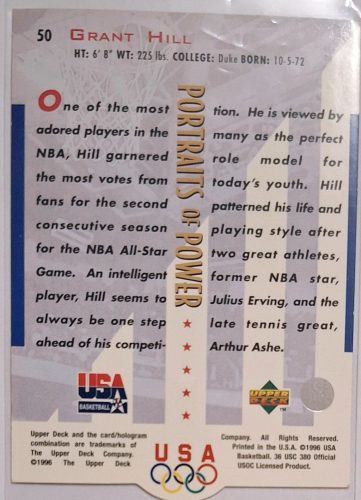 50 GRANT HILL
HT: 6' 8" WT: 225 lbs. COLLEGE: Duke BORN: 10-5-72
PORTRAITS OF POWER
One of the most
adored players in the
NBA, Hill garnered
the most votes from
fans for the second
consecutive season
for the NBA All-Star
Game. An intelligent
player, Hill seems to
always be one step
ahead of his competi-
tion. He is viewed by
many as the perfect
role model for
today's youth. Hill
patterned his life and
playing style after
two great athletes,
former NBA star,
Julius Erving, and the
late tennis great,
Arthur Ashe.
USA
BASKETBALL
UPPER
DECK
TM
Upper Deck and the card/hologram
combination are trademarks of
The Upper Deck Company.
©1996 The Upper Deck
USA
Company. All Rights Reserved.
Printed in the U.S.A. ©1996 USA
Basketball. 36 USC 380 Official
USOC Licensed Product.